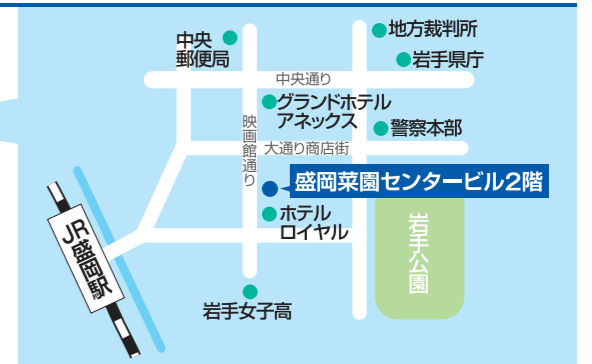 地方裁判所
中央
郵便局
岩手県庁
中央通り
グランドホテル
アネックス
映画館通り
警察本部
大通り商店街
盛岡菜園センタービル2階
ホテル
ロイヤル
岩手公園
JR盛岡駅
岩手女子高